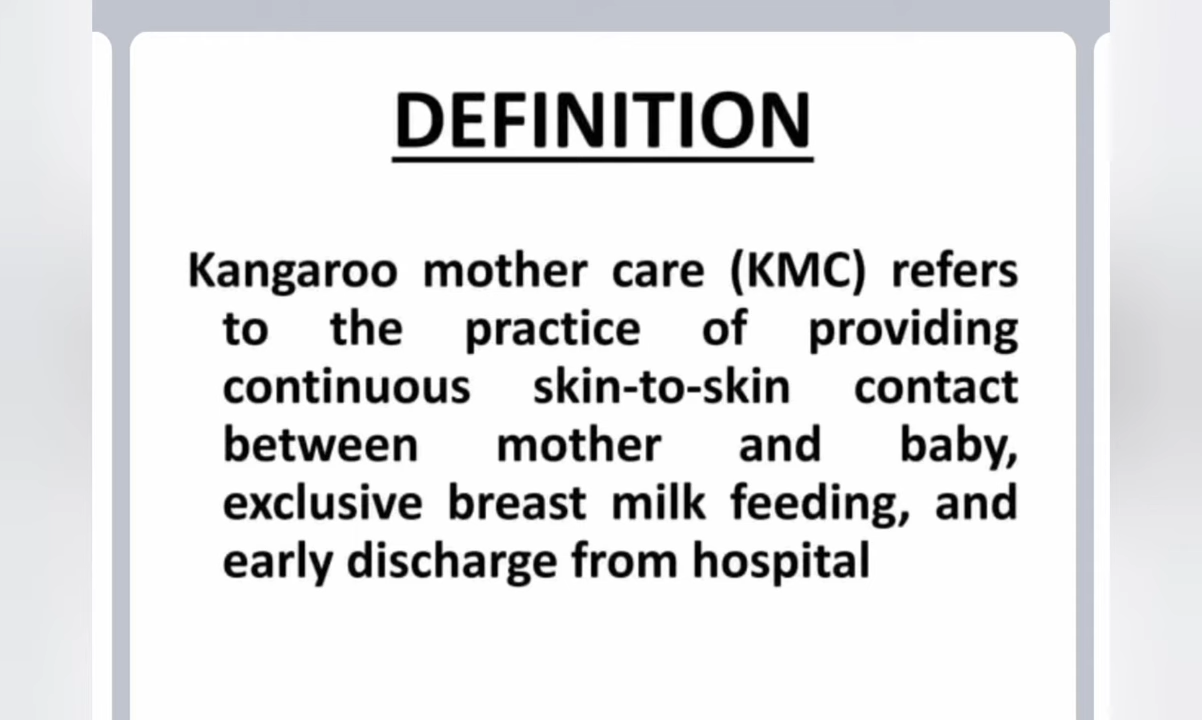 DEFINITION
Kangaroo mother care (KMC) refers
to the practice of providing
continuous skin-to-skin contact
between mother and baby,
exclusive breast milk feeding, and
early discharge from hospital